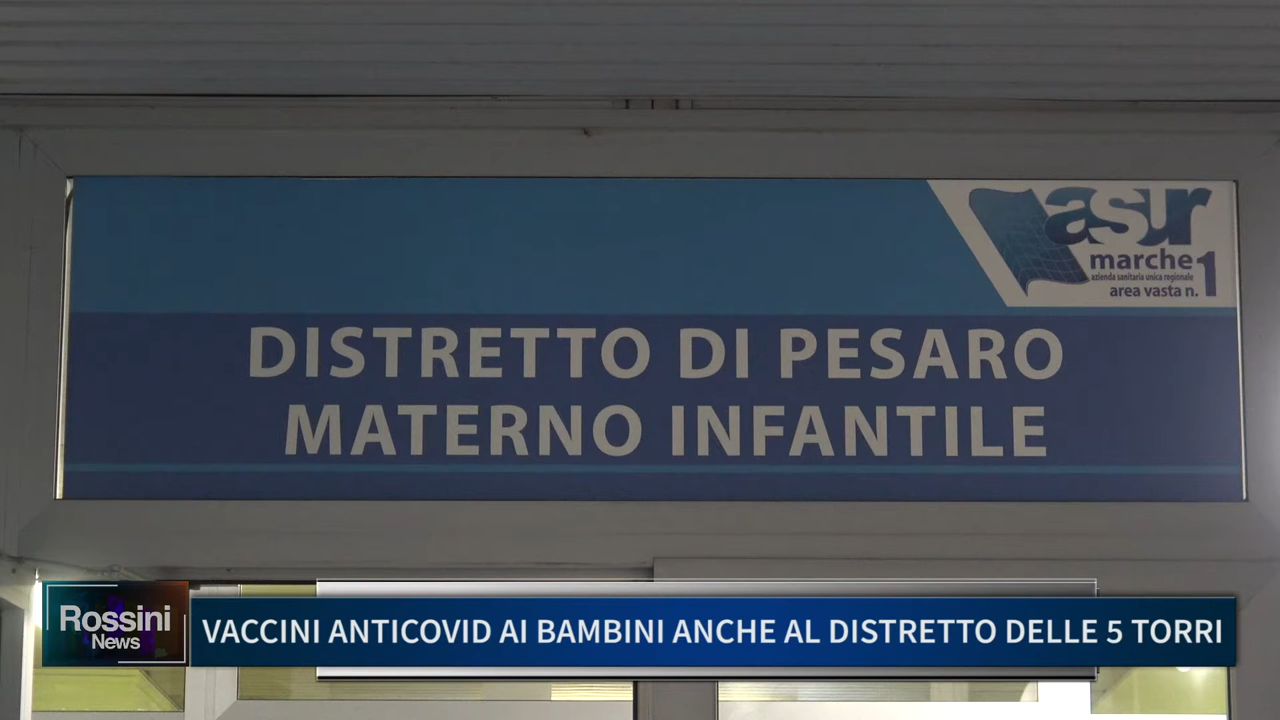 asur
marche 1
azienda sanitaria unica regionale
area vasta n.
DISTRETTO DI PESARO
MATERNO INFANTILE
Rossini
News
VACCINI ANTICOVID AI BAMBINI ANCHE AL DISTRETTO DELLE 5 TORRI